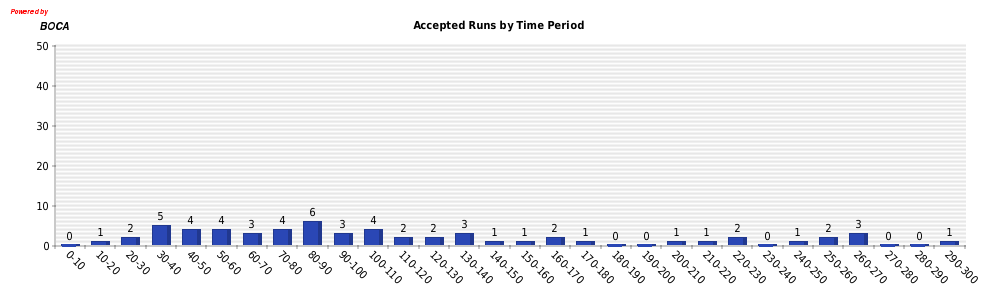 Powered by
BOCA
Accepted Runs by Time Period
50
40
30
20
10
0
0 1 2 5 4 4 3 4 6 3 4 2 2 3 1 1 2 1 0 0 1 1 2 0 1 2 3 0 0 1
0-10 10-20 20-30 30-40 40-50 50-60 60-70 70-80 80-90 90-100 100-110 110-120 120-130 130-140 140-150 150-160 160-170 170-180 180-190 190-200 200-210 210-220 220-230 230-240 240-250 250-260 260-270 270-280 280-290 290-300